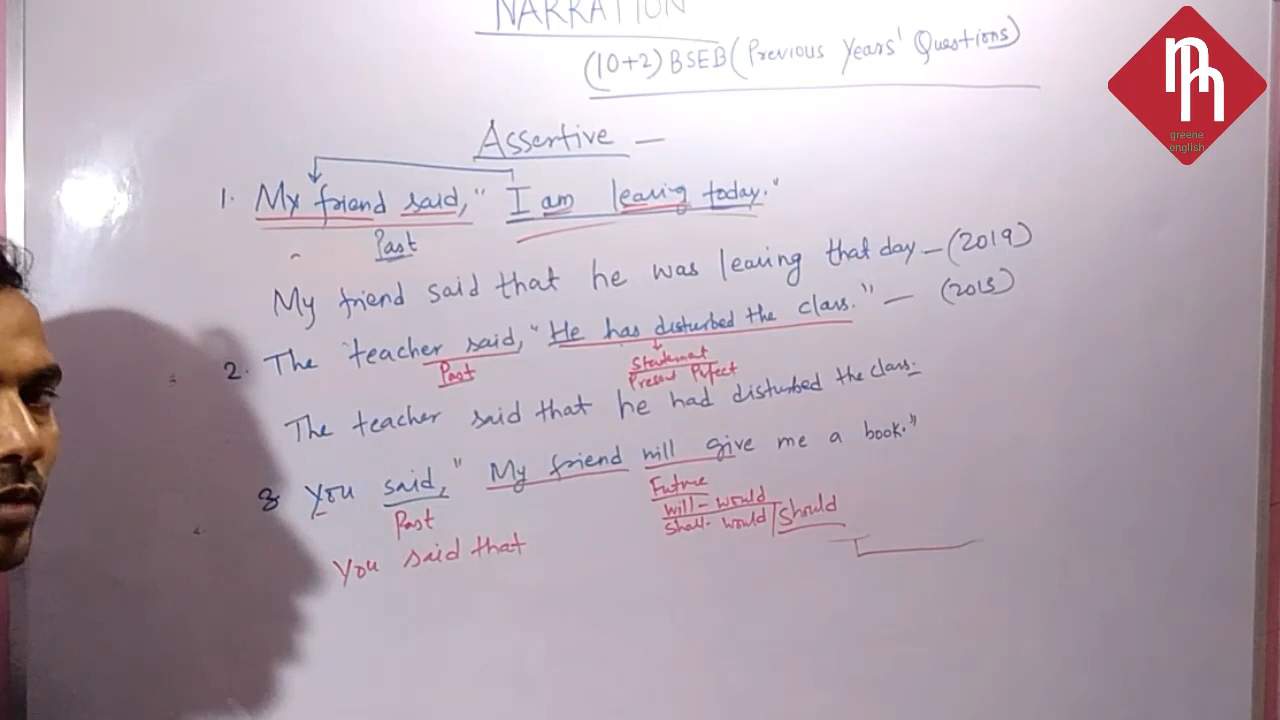 NARRATION
(10+2) BSEB (Previous Years' Questions)
Assertive —
1. My friend said, "I am leaving today."
Past
My friend said that he was leaving that day — (2019)
2. The teacher said, "He has disturbed the class." — (2015)
Past
Statement
Present Perfect
The teacher said that he had disturbed the class.
3 You said, "My friend will give me a book."
Past
Future
will - would
shall - would/should
You said that
greene
english